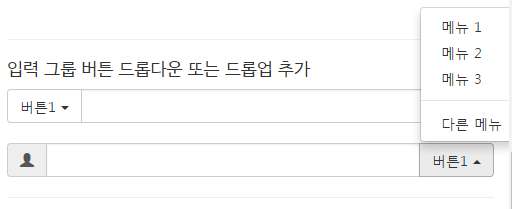 입력 그룹 버튼 드롭다운 또는 드롭업 추가
버튼1
메뉴 1
메뉴 2
메뉴 3
다른 메뉴
버튼1